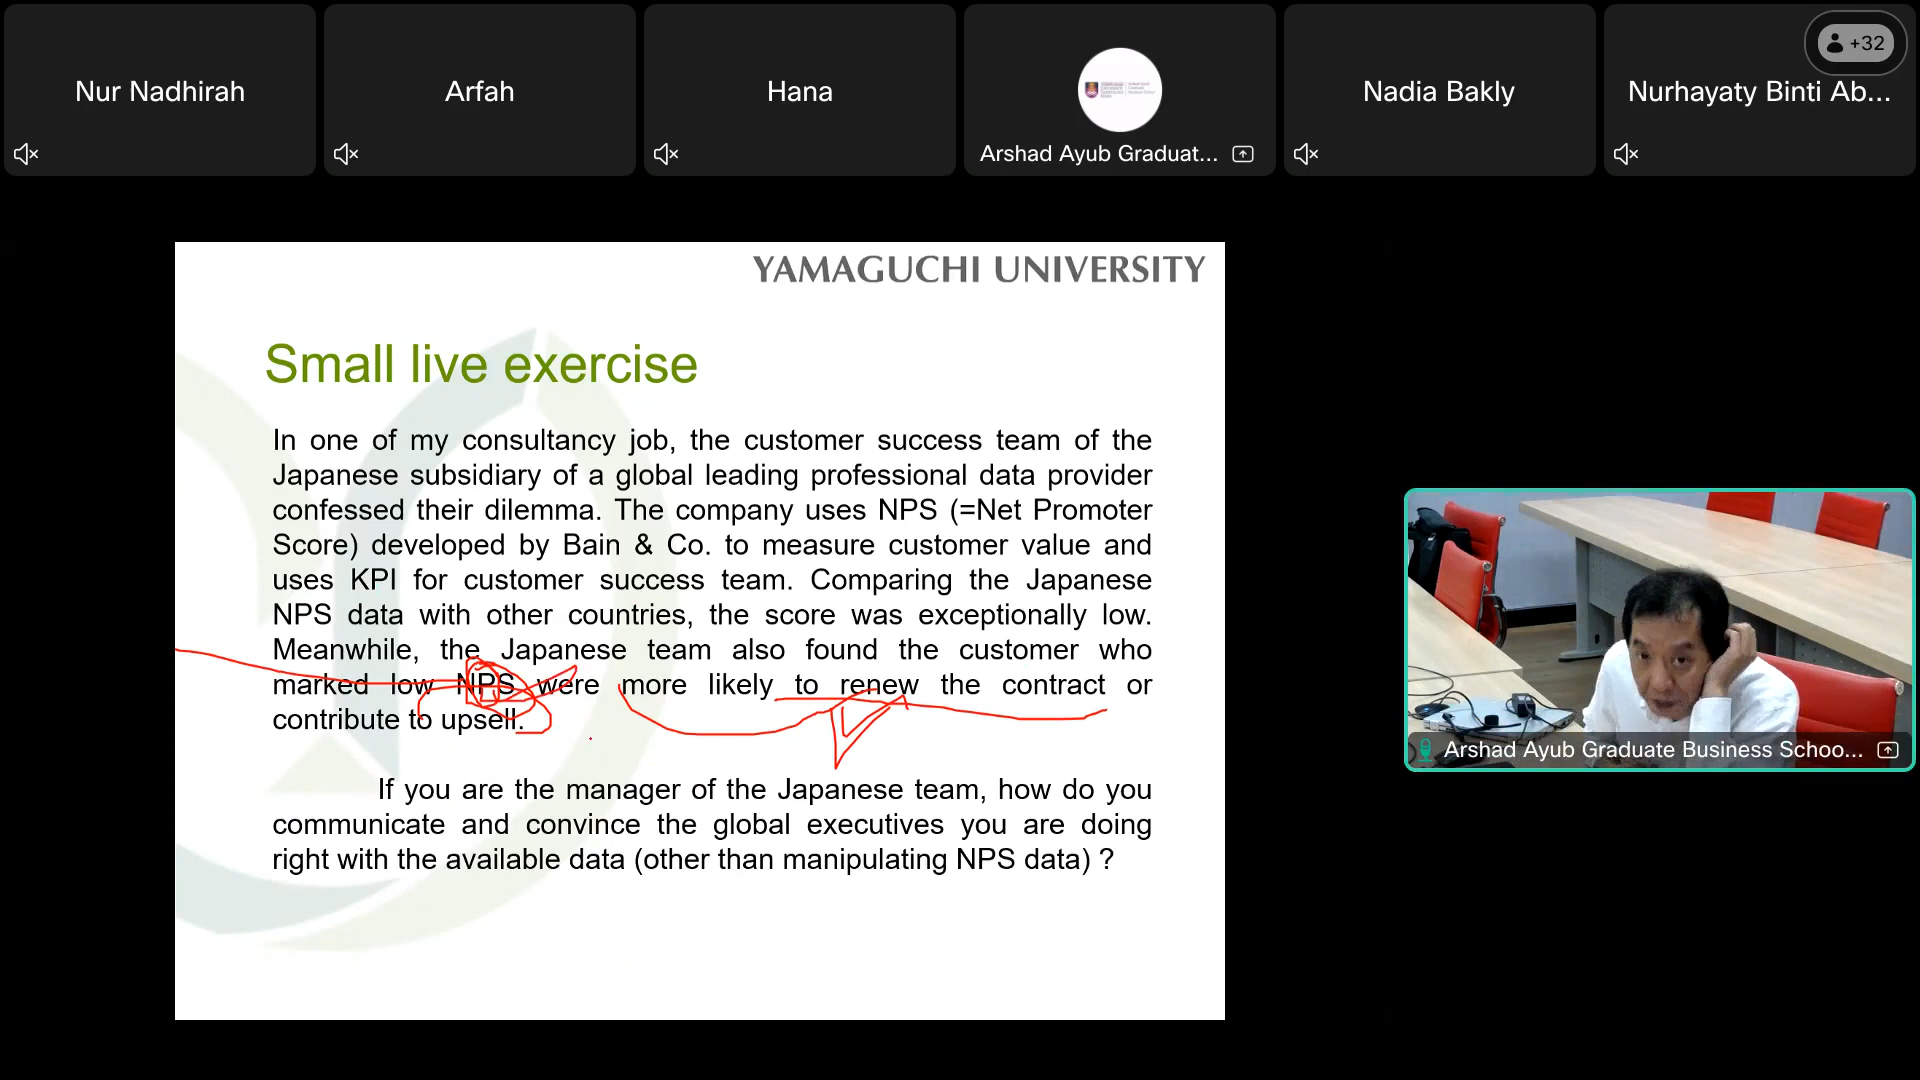 Nur Nadhirah
Arfah
Hana
Arshad Ayub Graduat...
Nadia Bakly
Nurhayaty Binti Ab...
+32
YAMAGUCHI UNIVERSITY
Small live exercise
In one of my consultancy job, the customer success team of the
Japanese subsidiary of a global leading professional data provider
confessed their dilemma. The company uses NPS (=Net Promoter
Score) developed by Bain & Co. to measure customer value and
uses KPI for customer success team. Comparing the Japanese
NPS data with other countries, the score was exceptionally low.
Meanwhile, the Japanese team also found the customer who
marked low NPS were more likely to renew the contract or
contribute to upsell.
If you are the manager of the Japanese team, how do you
communicate and convince the global executives you are doing
right with the available data (other than manipulating NPS data) ?
Arshad Ayub Graduate Business Schoo...